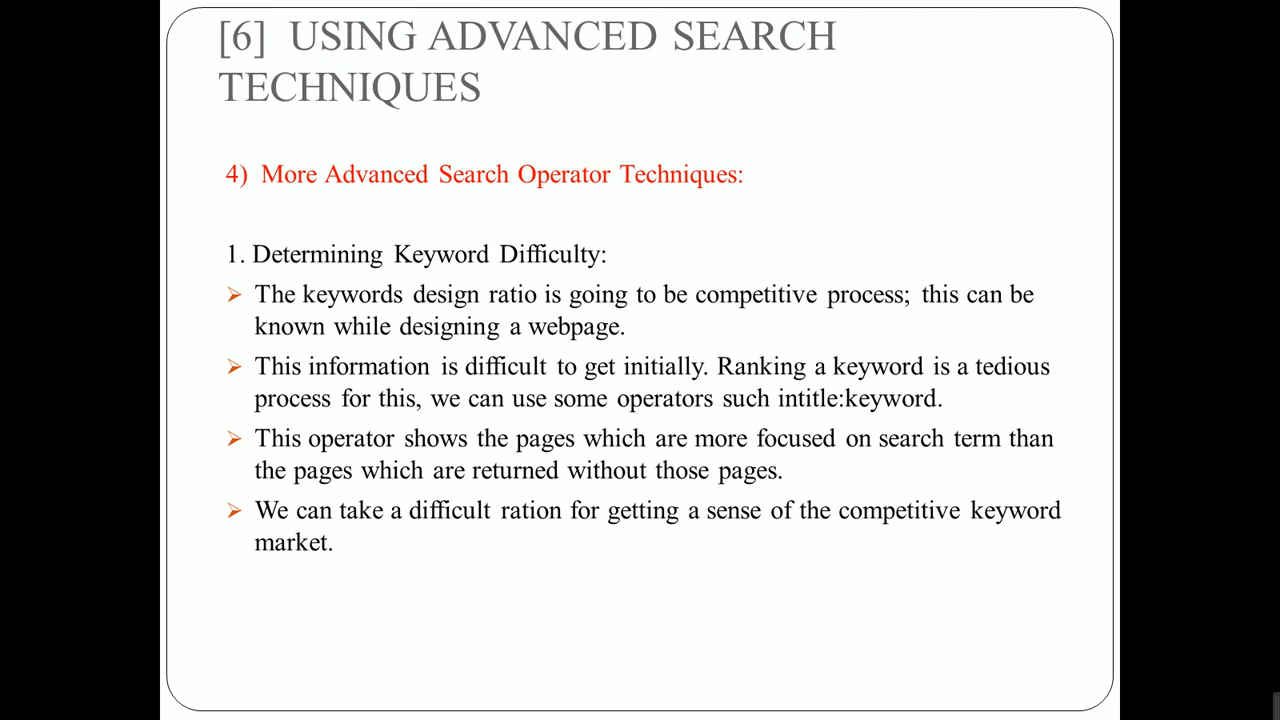 [6] USING ADVANCED SEARCH
TECHNIQUES
4) More Advanced Search Operator Techniques:
1. Determining Keyword Difficulty:
➢ The keywords design ratio is going to be competitive process; this can be
known while designing a webpage.
➢ This information is difficult to get initially. Ranking a keyword is a tedious
process for this, we can use some operators such intitle:keyword.
➢ This operator shows the pages which are more focused on search term than
the pages which are returned without those pages.
➢ We can take a difficult ration for getting a sense of the competitive keyword
market.